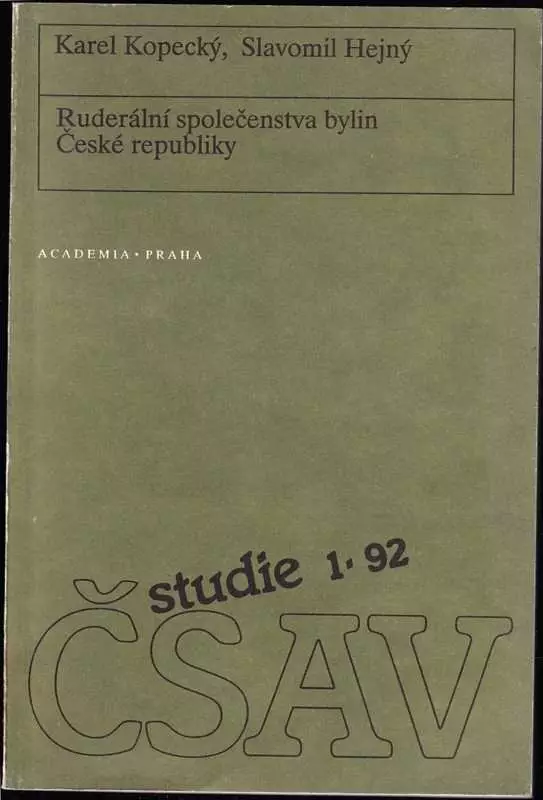 Karel Kopecký, Slavomil Hejný
Ruderální společenstva bylin
České republiky
ACADEMIA • PRAHA
studie 1· 92
ČSAV